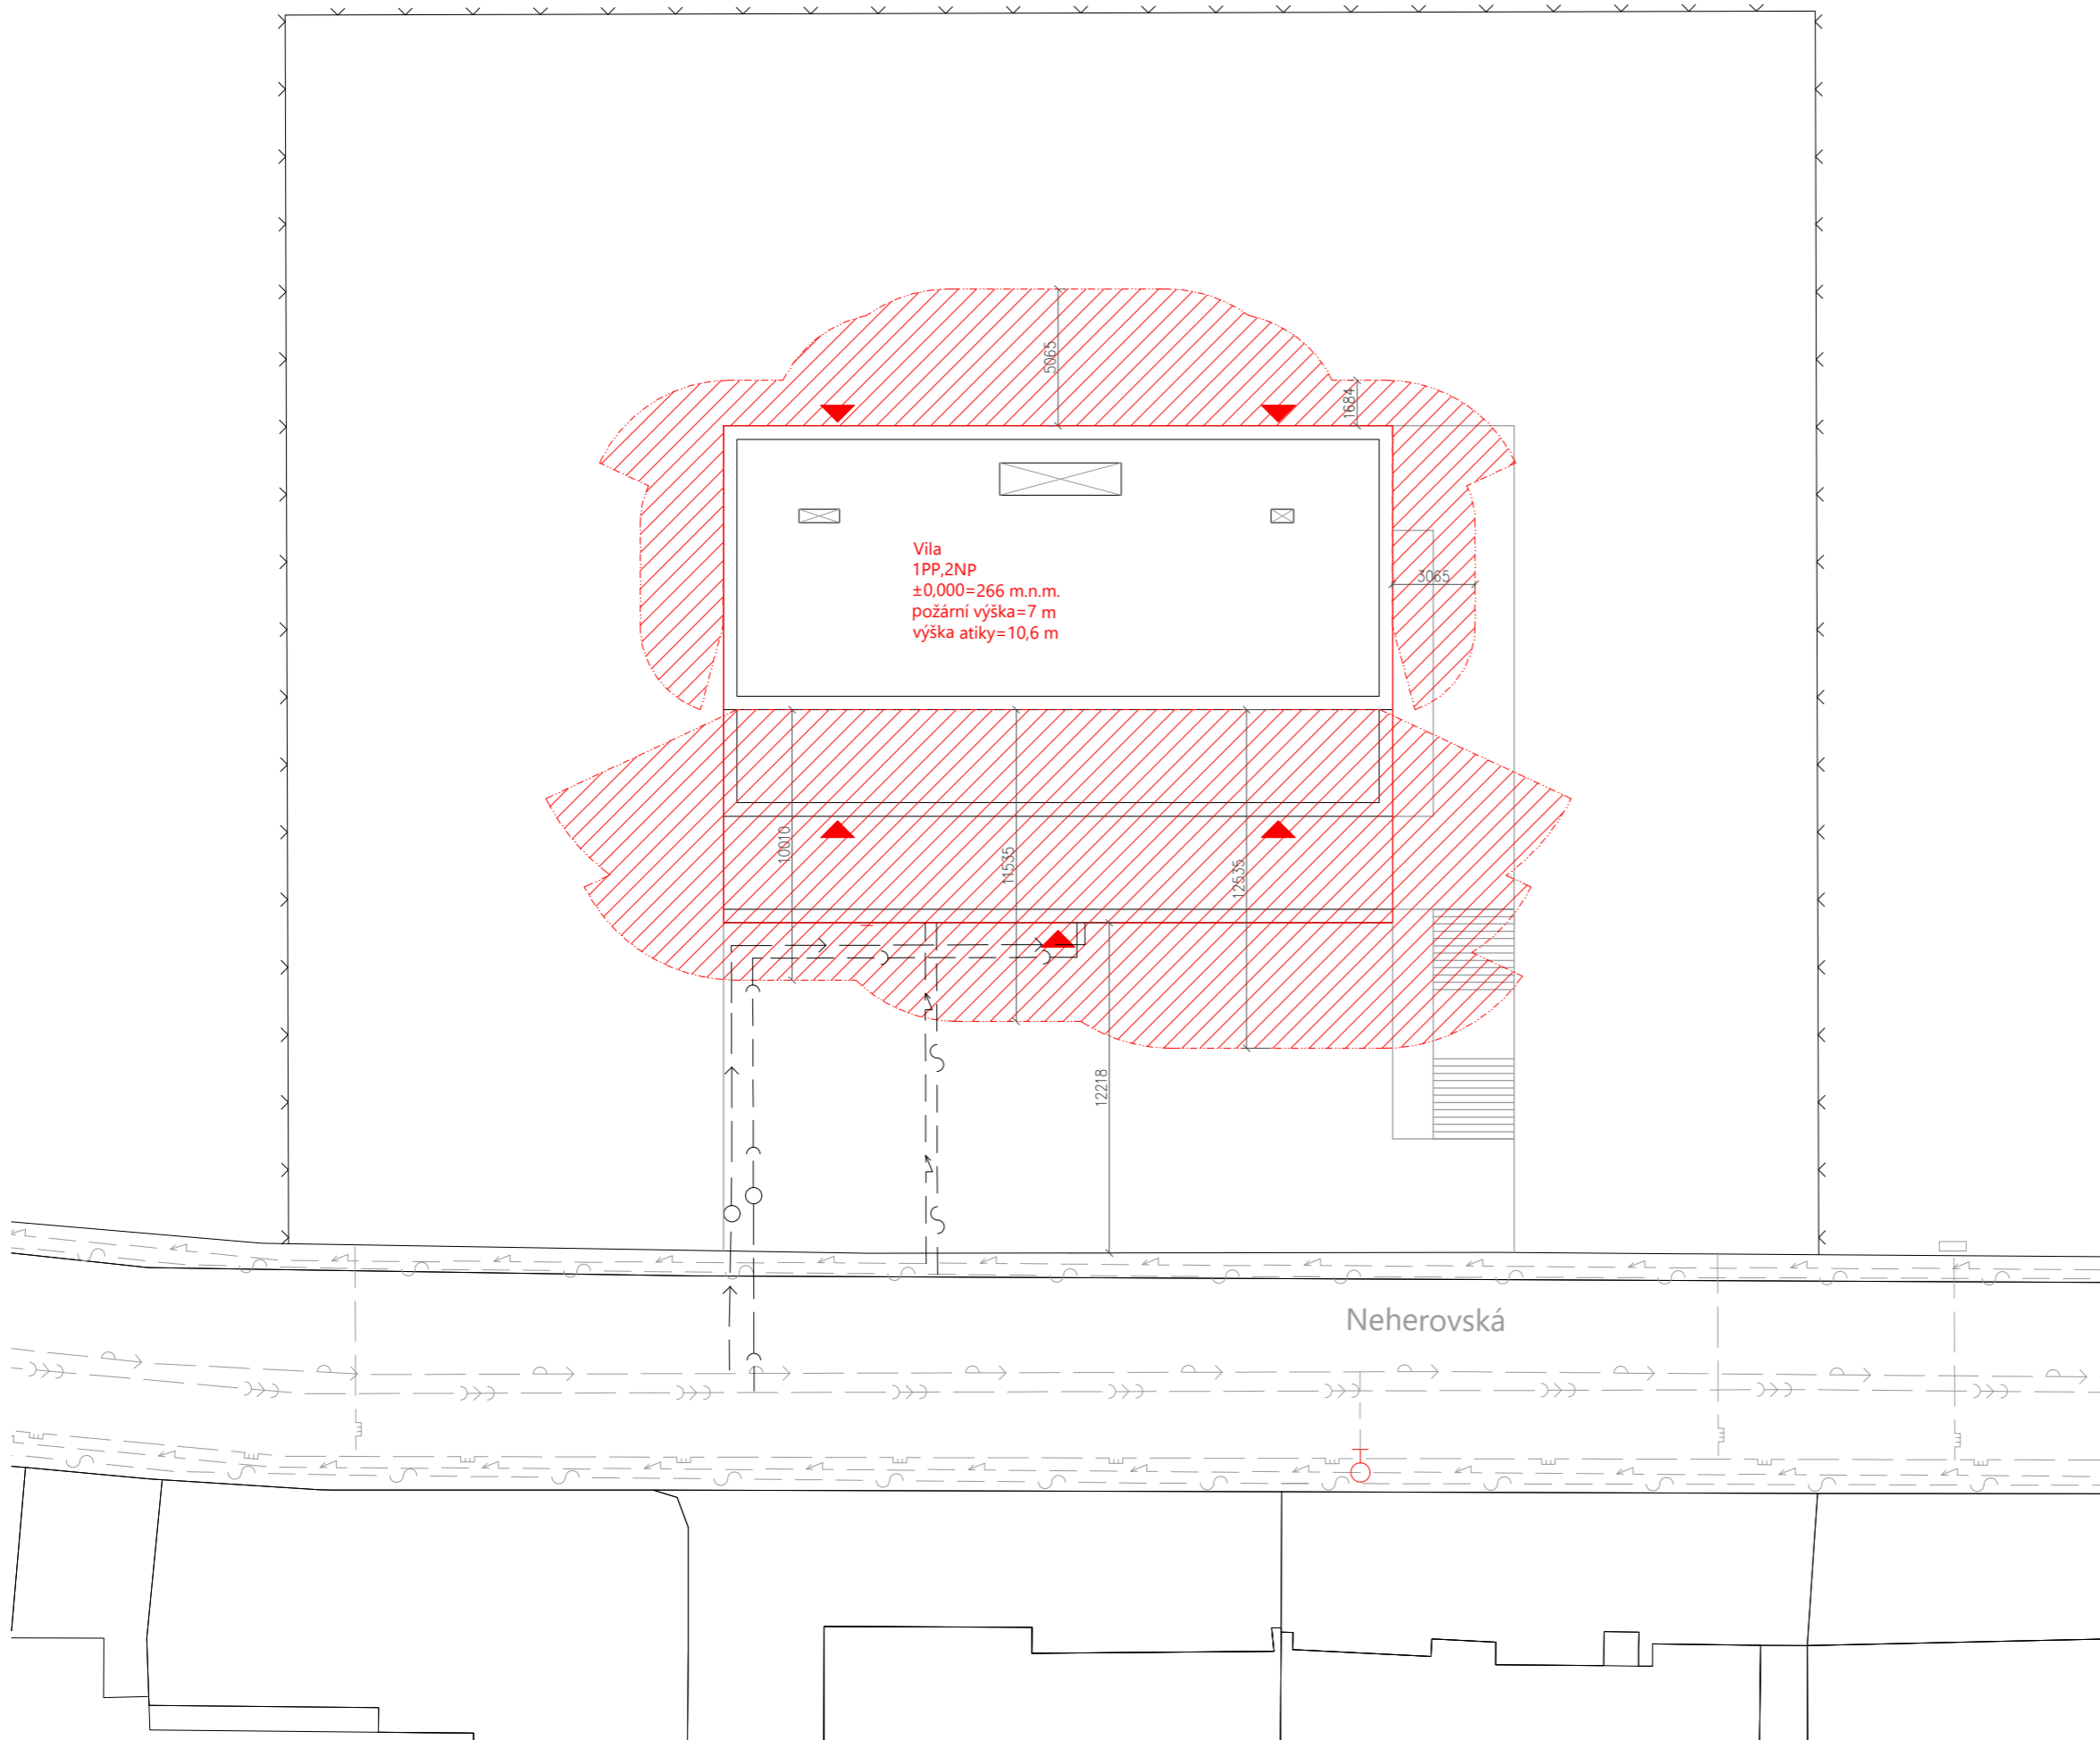 5065
1684
Vila
1PP,2NP
±0,000=266 m.n.m.
požární výška=7 m
výška atiky=10,6 m
3065
10010
11535
12535
12218
Neherovská